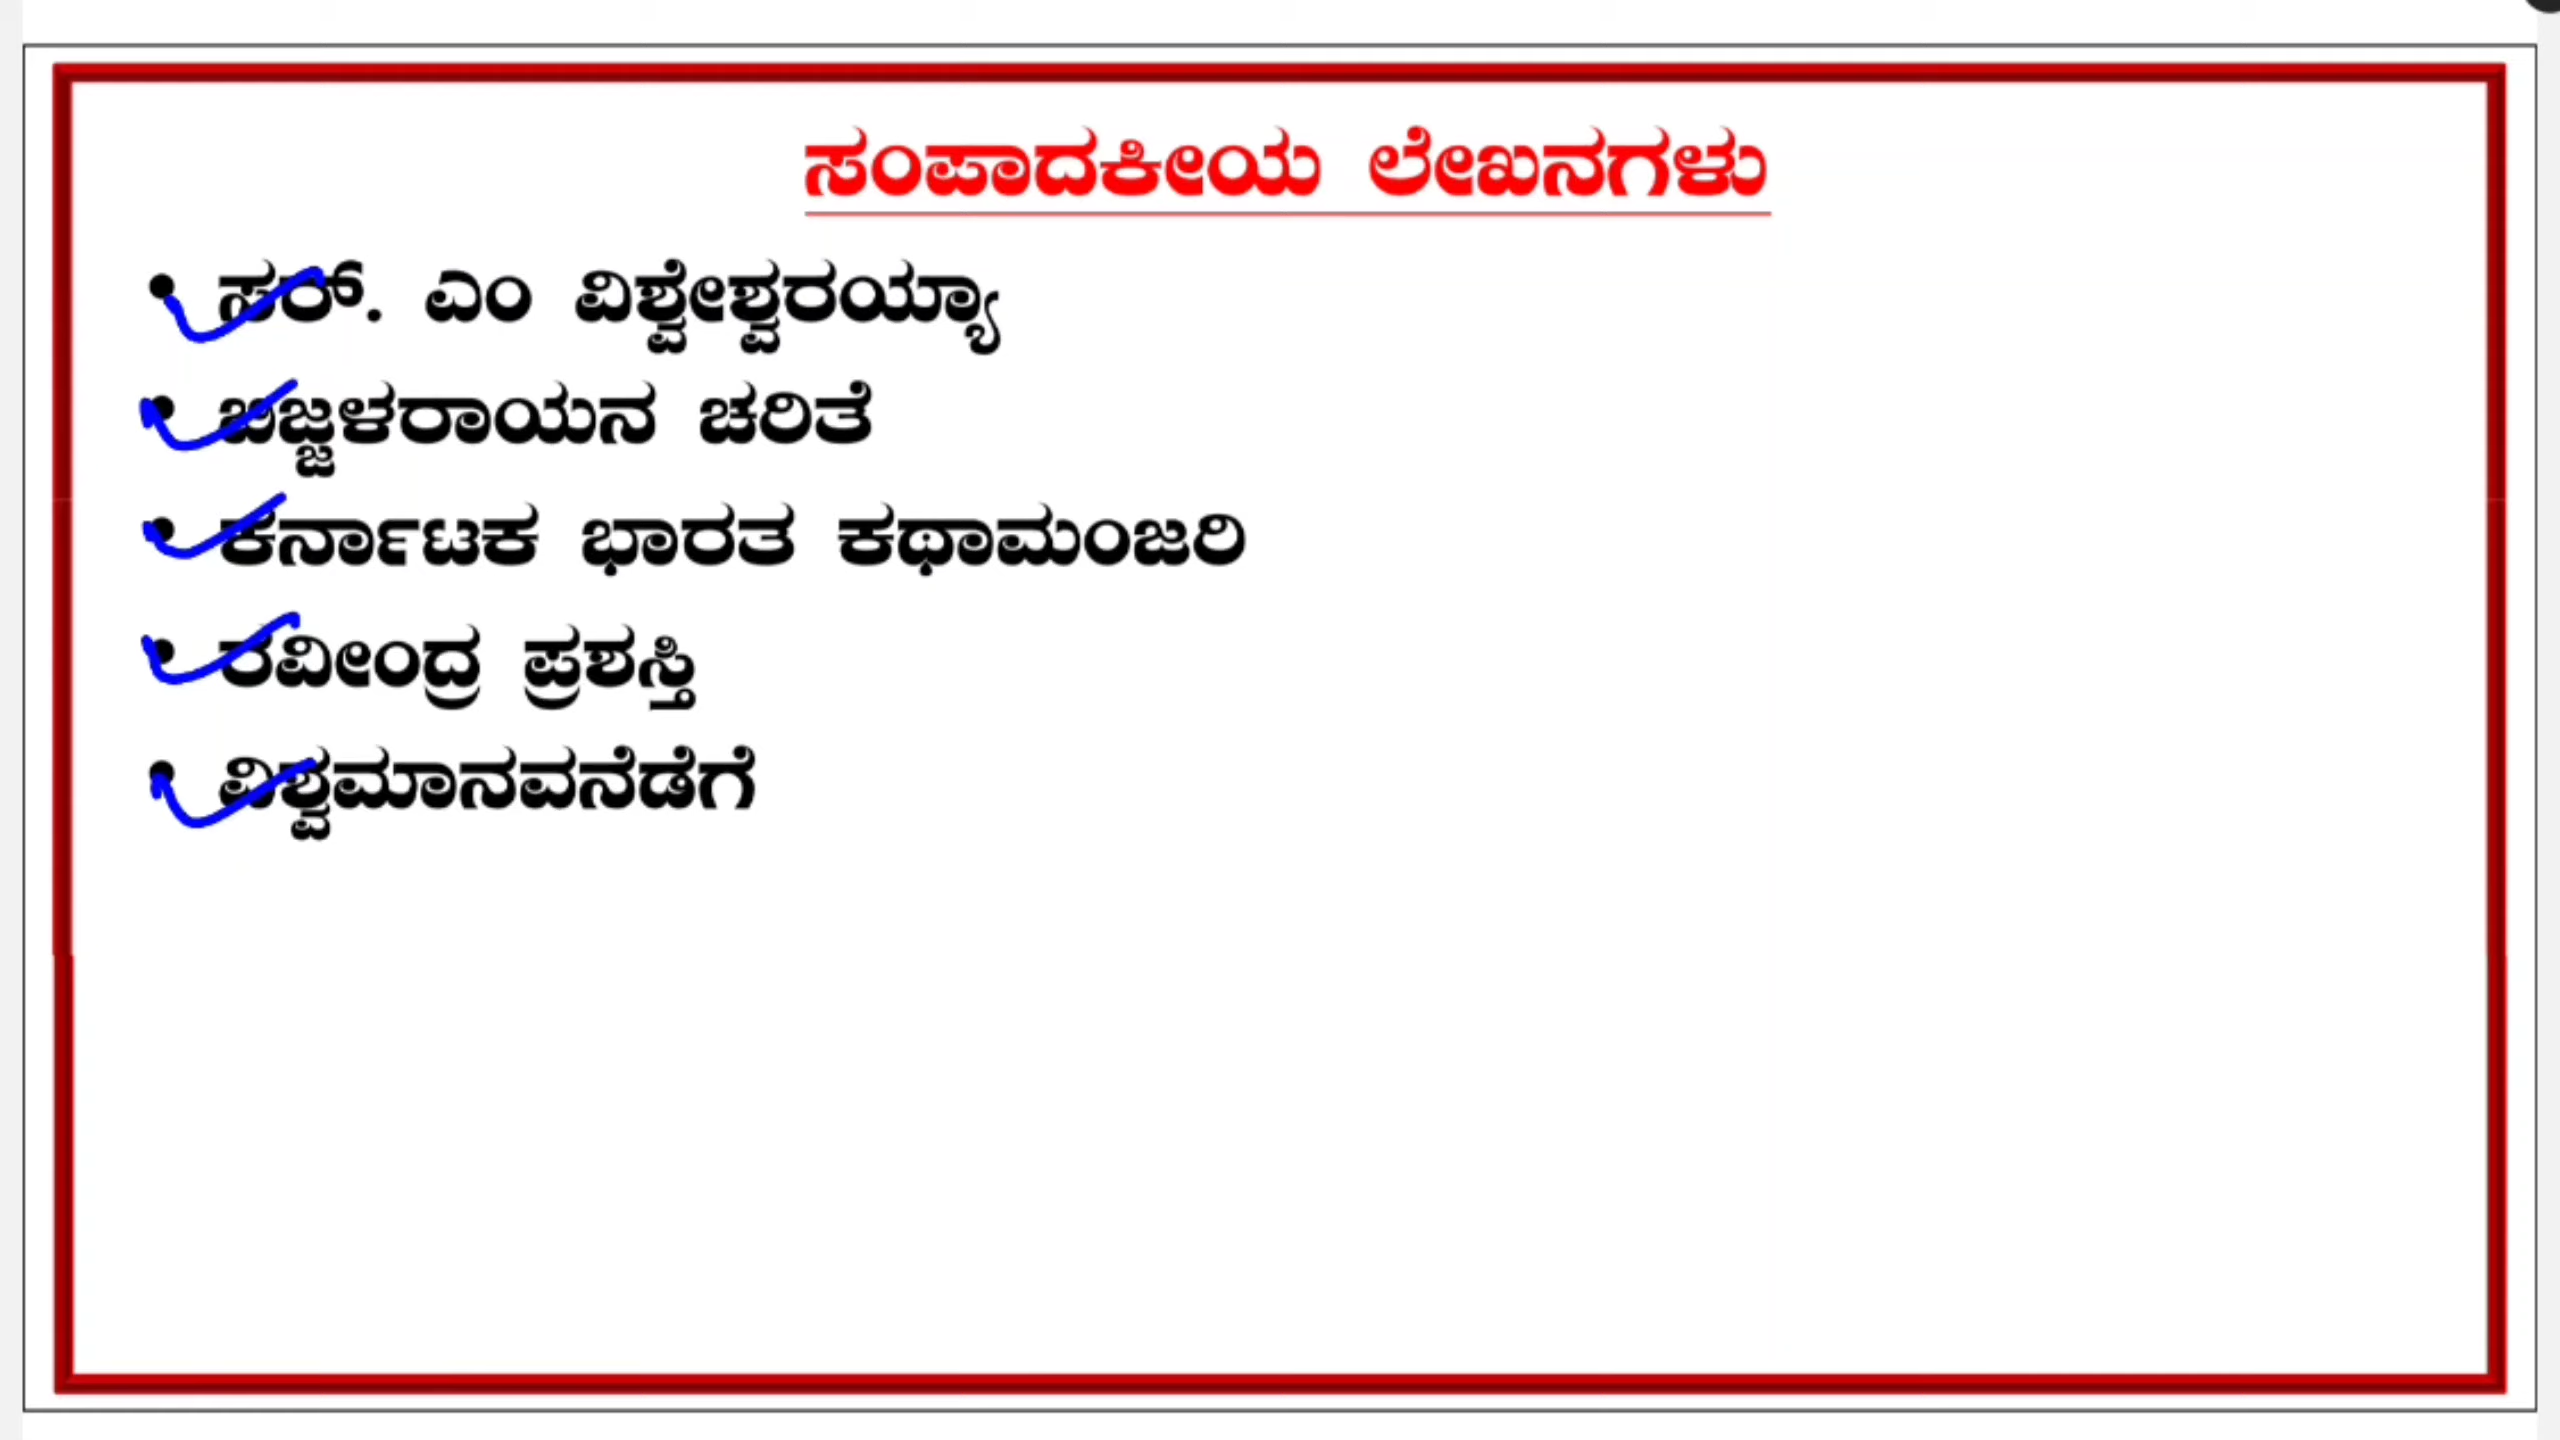 ಸಂಪಾದಕೀಯ ಲೇಖನಗಳು
• ಸರ್. ಎಂ ವಿಶ್ವೇಶ್ವರಯ್ಯಾ
• ಬಿಜ್ಜಳರಾಯನ ಚರಿತೆ
• ಕರ್ನಾಟಕ ಭಾರತ ಕಥಾಮಂಜರಿ
• ರವೀಂದ್ರ ಪ್ರಶಸ್ತಿ
• ವಿಶ್ವಮಾನವನೆಡೆಗೆ